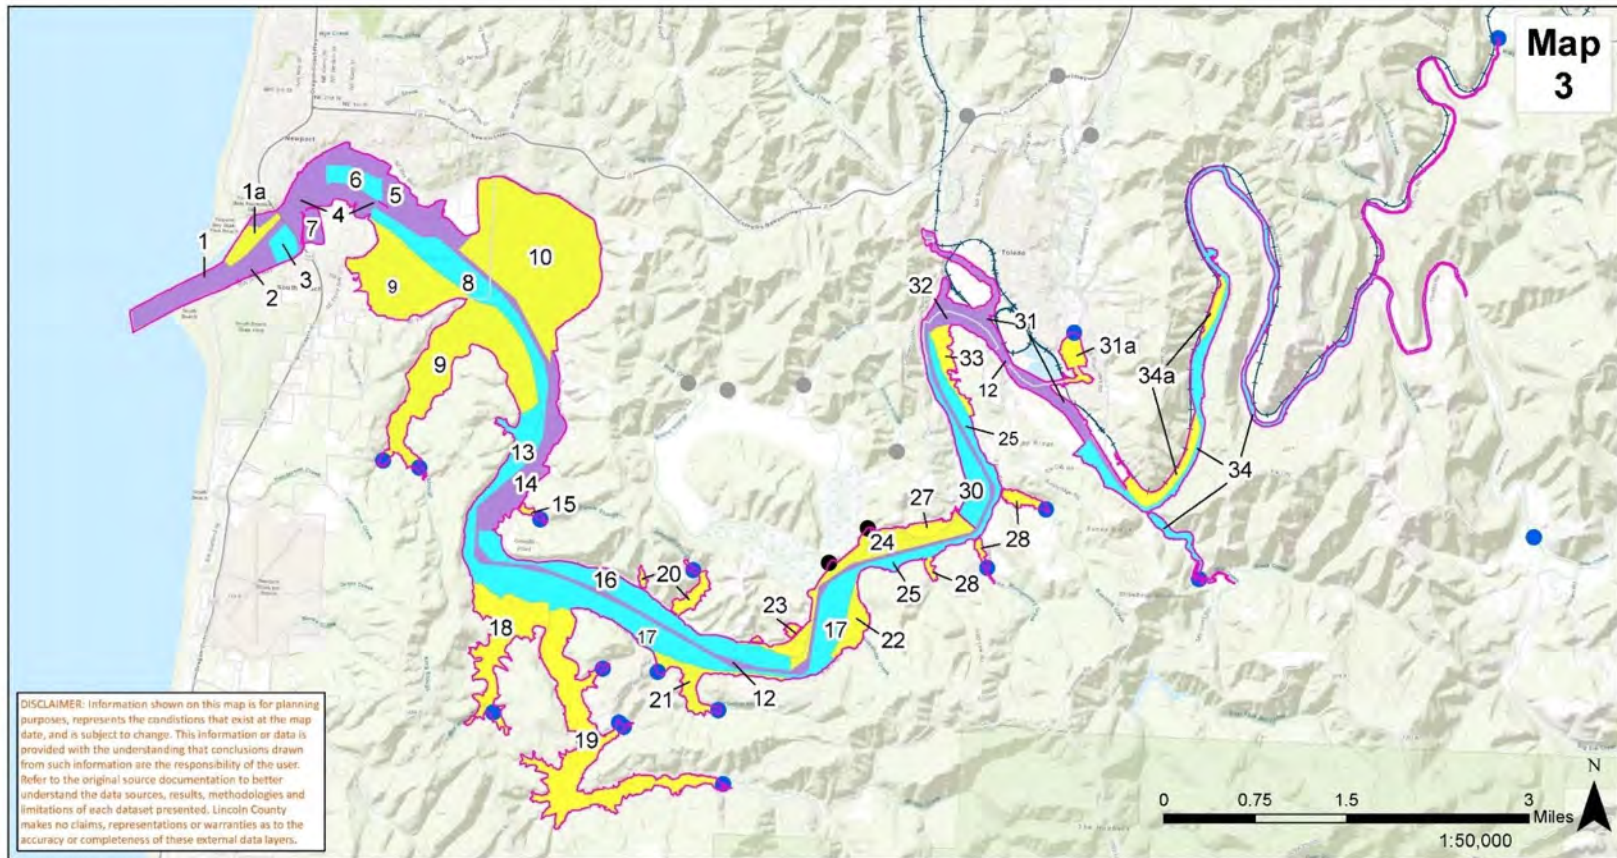 Map
3
1a
6
5
4
7
1
2
3
10
9
8
9
Newport
Toledo
32
31
31a
33
12
34a
25
34
13
14
15
30
27
24
28
28
25
16
20
23
17
17
22
18
21
12
19
DISCLAIMER: Information shown on this map is for planning
purposes, represents the condistions that exist at the map
date, and is subject to change. This information or data is
provided with the understanding that conclusions drawn
from such information are the responsibility of the user.
Refer to the original source documentation to better
understand the data sources, results, methodologies and
limitations of each dataset presented. Lincoln County
makes no claims, representations or warranties as to the
accuracy or completeness of these external data layers.
N
0 0.75 1.5 3
Miles
1:50,000